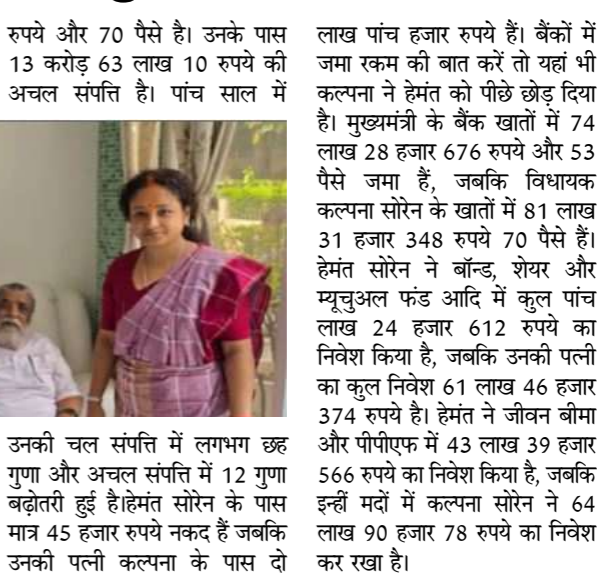 रुपये और 70 पैसे है। उनके पास
13 करोड़ 63 लाख 10 रुपये की
अचल संपत्ति है। पांच साल में
उनकी चल संपत्ति में लगभग छह
गुणा और अचल संपत्ति में 12 गुणा
बढ़ोतरी हुई है।हेमंत सोरेन के पास
मात्र 45 हजार रुपये नकद हैं जबकि
उनकी पत्नी कल्पना के पास दो
लाख पांच हजार रुपये हैं। बैंकों में
जमा रकम की बात करें तो यहां भी
कल्पना ने हेमंत को पीछे छोड़ दिया
है। मुख्यमंत्री के बैंक खातों में 74
लाख 28 हजार 676 रुपये और 53
पैसे जमा हैं, जबकि विधायक
कल्पना सोरेन के खातों में 81 लाख
31 हजार 348 रुपये 70 पैसे हैं।
हेमंत सोरेन ने बॉन्ड, शेयर और
म्यूचुअल फंड आदि में कुल पांच
लाख 24 हजार 612 रुपये का
निवेश किया है, जबकि उनकी पत्नी
का कुल निवेश 61 लाख 46 हजार
374 रुपये है। हेमंत ने जीवन बीमा
और पीपीएफ में 43 लाख 39 हजार
566 रुपये का निवेश किया है, जबकि
इन्हीं मदों में कल्पना सोरेन ने 64
लाख 90 हजार 78 रुपये का निवेश
कर रखा है।